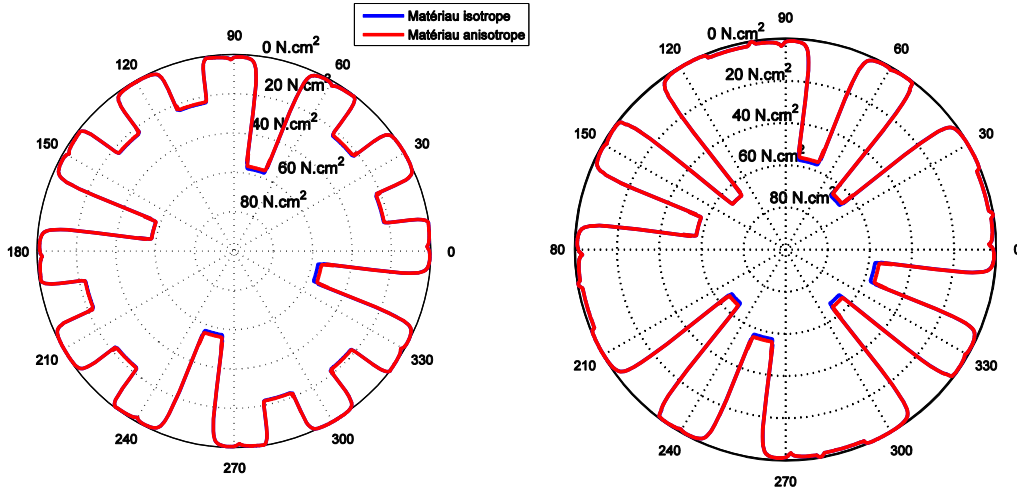 Matériau isotrope
Matériau anisotrope
90
0 N.cm²
60
120
20 N.cm²
40 N.cm²
30
150
60 N.cm²
80 N.cm²
180
0
210
330
240
300
270
90
0 N.cm²
120
60
20 N.cm²
40 N.cm²
30
150
60 N.cm²
80 N.cm²
80
0
210
330
240
300
270